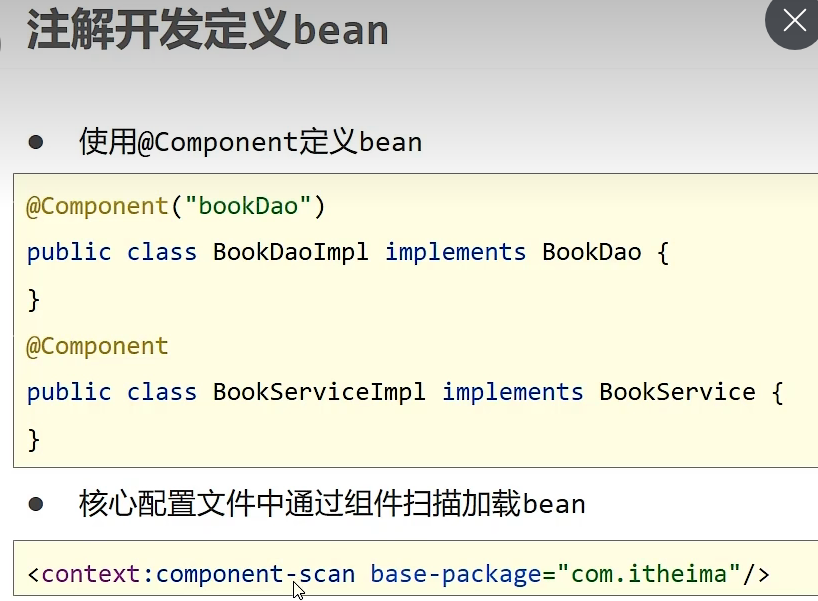 注解开发定义bean
● 使用@Component定义bean
@Component("bookDao")
public class BookDaoImpl implements BookDao {
}
@Component
public class BookServiceImpl implements BookService {
}
● 核心配置文件中通过组件扫描加载bean
<context:component-scan base-package="com.itheima"/>